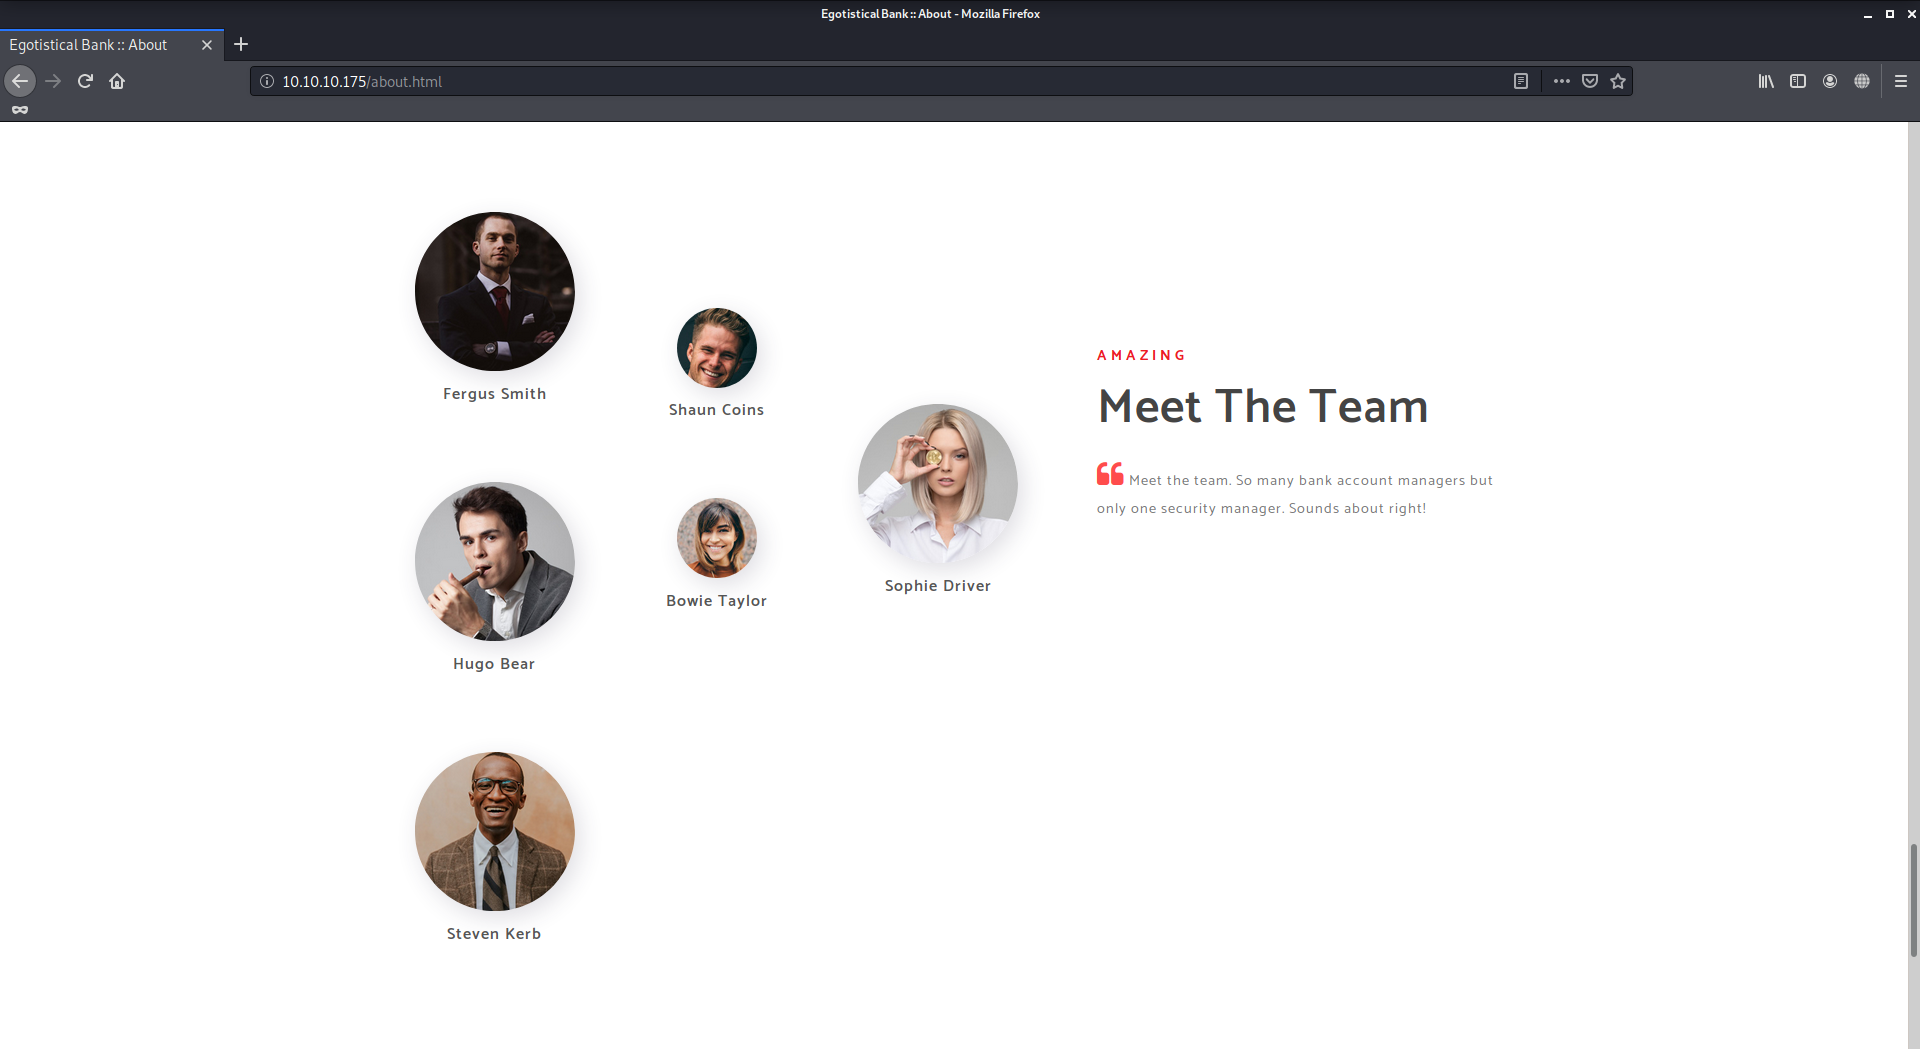 Egotistical Bank :: About - Mozilla Firefox
Egotistical Bank :: About
10.10.10.175/about.html
Fergus Smith
Shaun Coins
Hugo Bear
Bowie Taylor
Sophie Driver
Steven Kerb
AMAZING
Meet The Team
Meet the team. So many bank account managers but
only one security manager. Sounds about right!